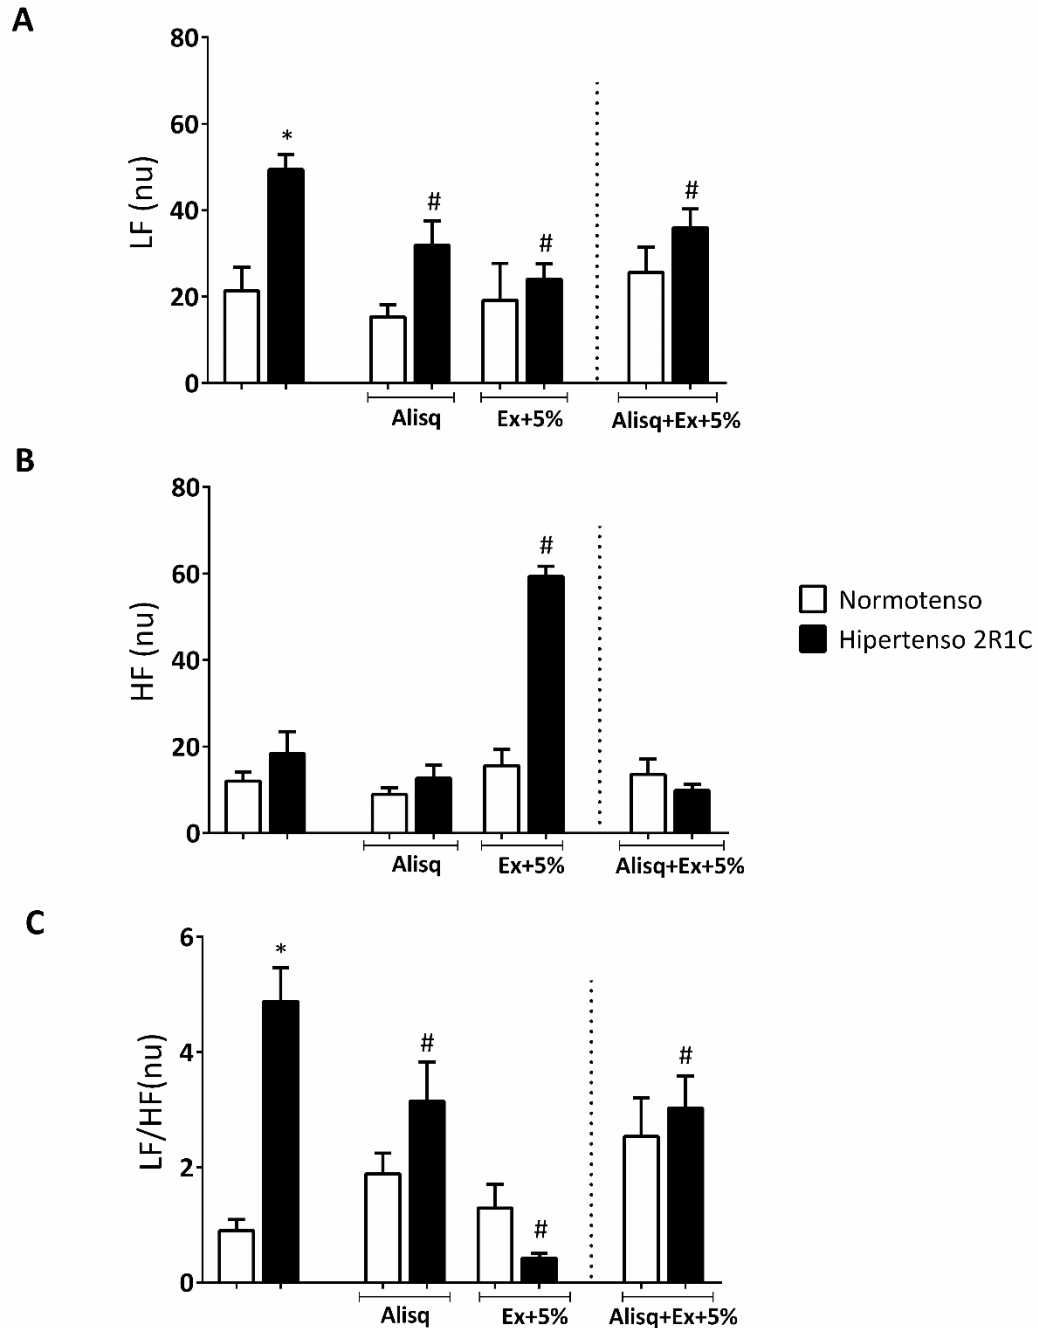 A
80
60
40
20
0
LF (nu)
*
#
#
#
Alisq
Ex+5%
Alisq+Ex+5%
B
80
60
40
20
0
HF (nu)
#
Alisq
Ex+5%
Alisq+Ex+5%
Normotenso
Hipertenso 2R1C
C
6
4
2
0
LF/HF(nu)
*
#
#
#
Alisq
Ex+5%
Alisq+Ex+5%